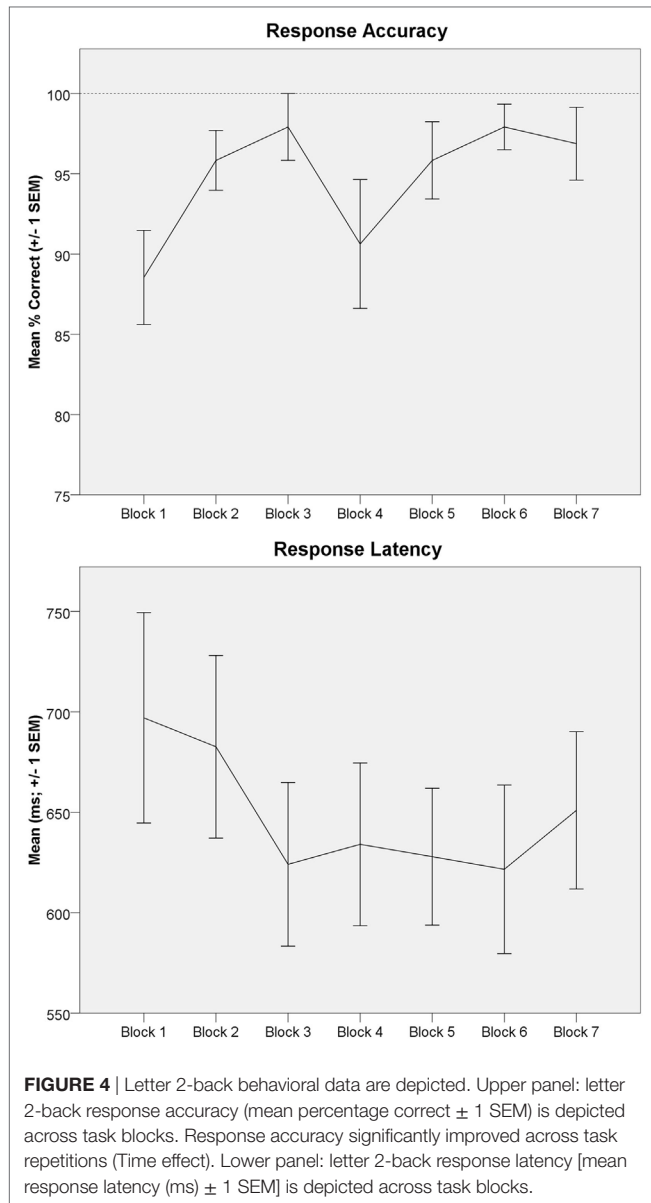 Response Accuracy
Mean % Correct (+/- 1 SEM)
100
95
90
85
80
75
Block 1 Block 2 Block 3 Block 4 Block 5 Block 6 Block 7
Response Latency
Mean (ms; +/- 1 SEM)
750
700
650
600
550
Block 1 Block 2 Block 3 Block 4 Block 5 Block 6 Block 7
FIGURE 4 | Letter 2-back behavioral data are depicted. Upper panel: letter
2-back response accuracy (mean percentage correct ± 1 SEM) is depicted
across task blocks. Response accuracy significantly improved across task
repetitions (Time effect). Lower panel: letter 2-back response latency [mean
response latency (ms) ± 1 SEM] is depicted across task blocks.